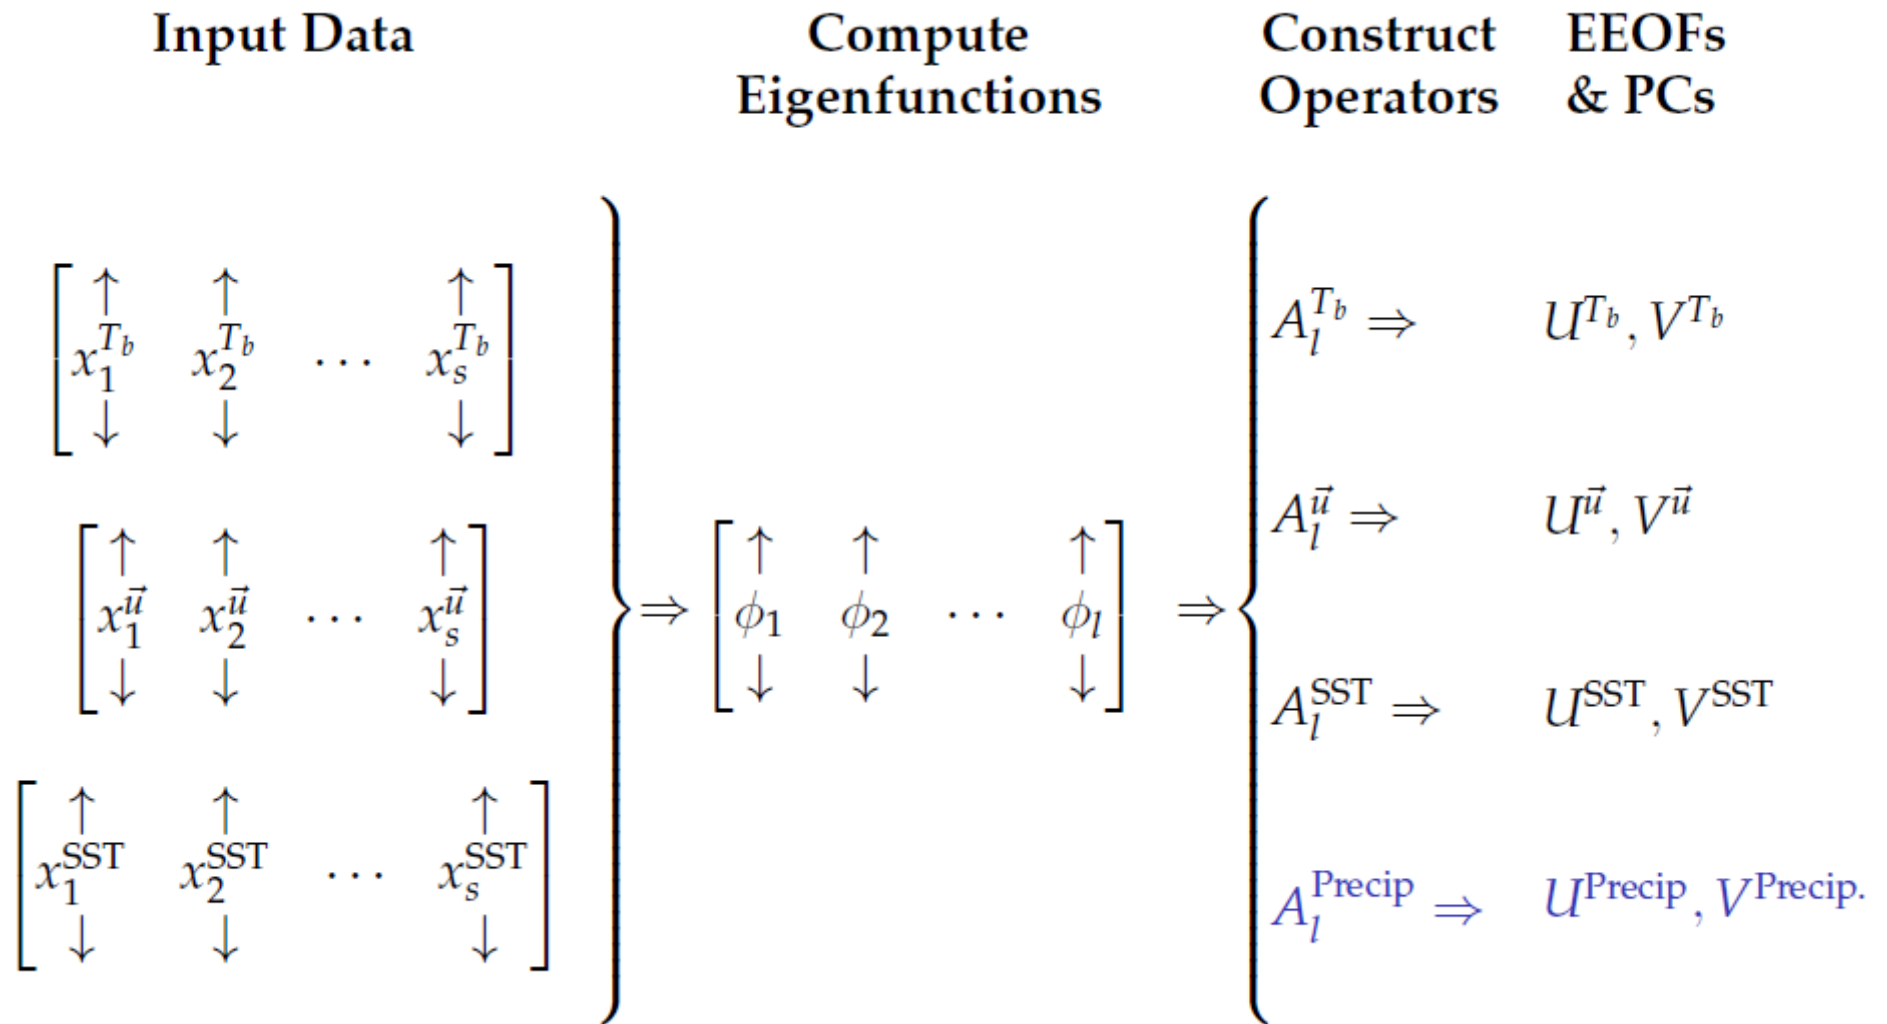 Input Data Compute Construct EEOFs
Eigenfunctions Operators & PCs
[ ↑ ↑ ↑ ]
[ x_1^{T_b} x_2^{T_b} ⋯ x_s^{T_b} ]
[ ↓ ↓ ↓ ]
A_l^{T_b} ⇒ U^{T_b}, V^{T_b}
[ ↑ ↑ ↑ ]
[ x_1^{\vec{u}} x_2^{\vec{u}} ⋯ x_s^{\vec{u}} ]
[ ↓ ↓ ↓ ]
} ⇒
[ ↑ ↑ ↑ ]
[ ϕ_1 ϕ_2 ⋯ ϕ_l ]
[ ↓ ↓ ↓ ]
⇒ {
A_l^{\vec{u}} ⇒ U^{\vec{u}}, V^{\vec{u}}
A_l^{SST} ⇒ U^{SST}, V^{SST}
[ ↑ ↑ ↑ ]
[ x_1^{SST} x_2^{SST} ⋯ x_s^{SST} ]
[ ↓ ↓ ↓ ]
A_l^{Precip} ⇒ U^{Precip}, V^{Precip.}